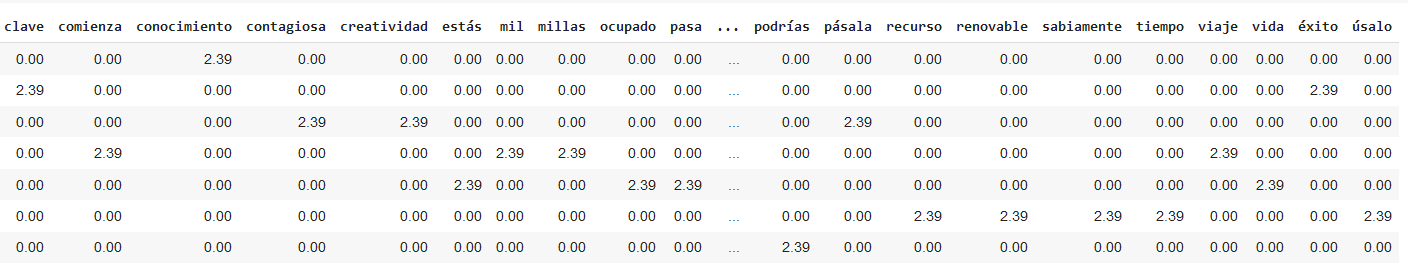 clave comienza conocimiento contagiosa creatividad estás mil millas ocupado pasa ... podrías pásala recurso renovable sabiamente tiempo viaje vida éxito úsalo
0.00 0.00 2.39 0.00 0.00 0.00 0.00 0.00 0.00 0.00 ... 0.00 0.00 0.00 0.00 0.00 0.00 0.00 0.00 0.00 0.00
2.39 0.00 0.00 0.00 0.00 0.00 0.00 0.00 0.00 0.00 ... 0.00 0.00 0.00 0.00 0.00 0.00 0.00 0.00 2.39 0.00
0.00 0.00 0.00 2.39 2.39 0.00 0.00 0.00 0.00 0.00 ... 0.00 2.39 0.00 0.00 0.00 0.00 0.00 0.00 0.00 0.00
0.00 2.39 0.00 0.00 0.00 0.00 2.39 2.39 0.00 0.00 ... 0.00 0.00 0.00 0.00 0.00 0.00 2.39 0.00 0.00 0.00
0.00 0.00 0.00 0.00 0.00 2.39 0.00 0.00 2.39 2.39 ... 0.00 0.00 0.00 0.00 0.00 0.00 0.00 2.39 0.00 0.00
0.00 0.00 0.00 0.00 0.00 0.00 0.00 0.00 0.00 0.00 ... 0.00 0.00 2.39 2.39 2.39 2.39 0.00 0.00 0.00 2.39
0.00 0.00 0.00 0.00 0.00 0.00 0.00 0.00 0.00 0.00 ... 2.39 0.00 0.00 0.00 0.00 0.00 0.00 0.00 0.00 0.00